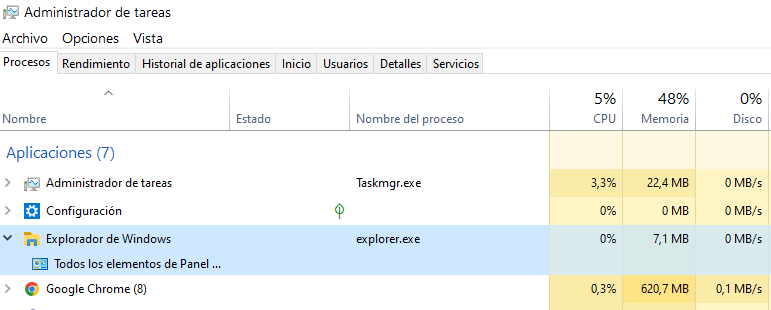 Administrador de tareas
Archivo Opciones Vista
Procesos Rendimiento Historial de aplicaciones Inicio Usuarios Detalles Servicios
5% 48% 0%
Nombre Estado Nombre del proceso CPU Memoria Disco
Aplicaciones (7)
Administrador de tareas Taskmgr.exe 3,3% 22,4 MB 0 MB/s
Configuración 0% 0 MB 0 MB/s
Explorador de Windows explorer.exe 0% 7,1 MB 0 MB/s
Todos los elementos de Panel ...
Google Chrome (8) 0,3% 620,7 MB 0,1 MB/s